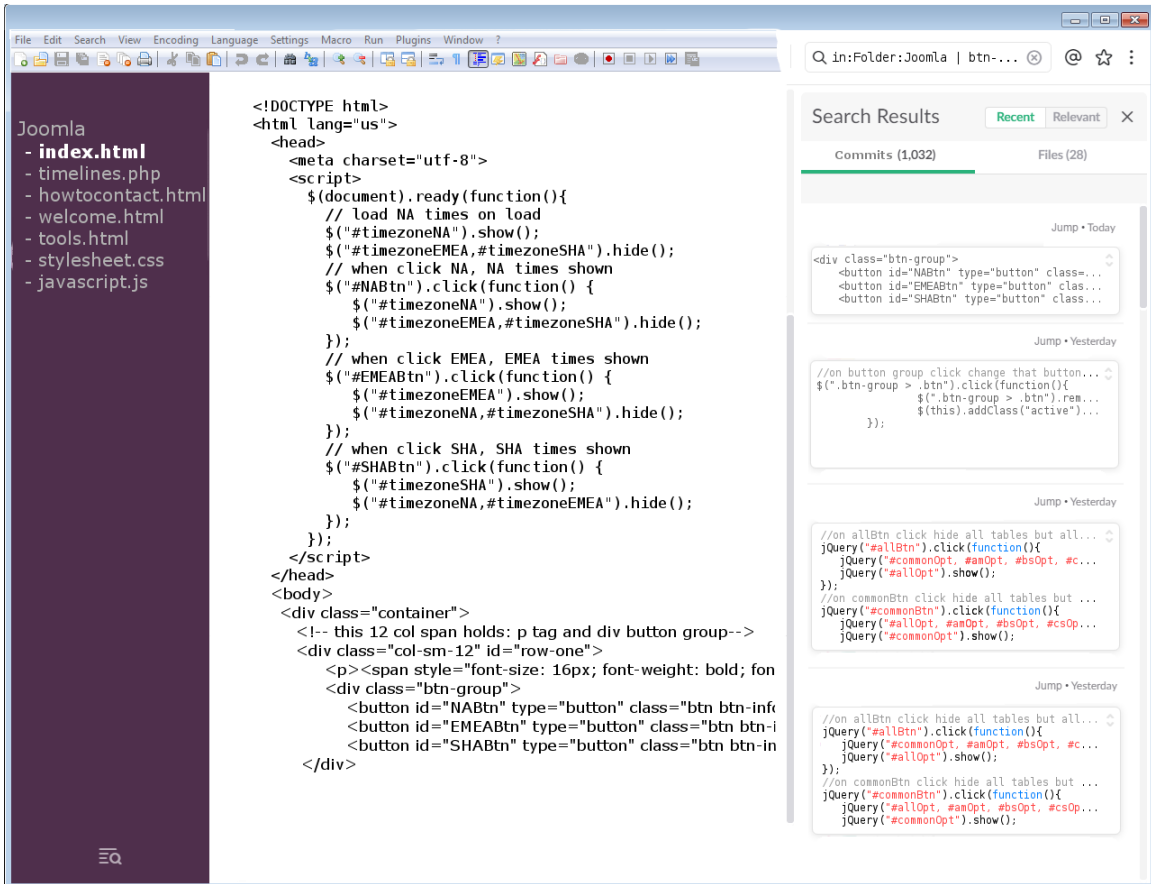 File Edit Search View Encoding Language Settings Macro Run Plugins Window ?
in:Folder:Joomla | btn-...
Joomla
- index.html
- timelines.php
- howtocontact.html
- welcome.html
- tools.html
- stylesheet.css
- javascript.js
<!DOCTYPE html>
<html lang="us">
<head>
<meta charset="utf-8">
<script>
$(document).ready(function(){
// load NA times on load
$("#timezoneNA").show();
$("#timezoneEMEA,#timezoneSHA").hide();
// when click NA, NA times shown
$("#NABtn").click(function() {
$("#timezoneNA").show();
$("#timezoneEMEA,#timezoneSHA").hide();
});
// when click EMEA, EMEA times shown
$("#EMEABtn").click(function() {
$("#timezoneEMEA").show();
$("#timezoneNA,#timezoneSHA").hide();
});
// when click SHA, SHA times shown
$("#SHABtn").click(function() {
$("#timezoneSHA").show();
$("#timezoneNA,#timezoneEMEA").hide();
});
});
</script>
</head>
<body>
<div class="container">
<!-- this 12 col span holds: p tag and div button group-->
<div class="col-sm-12" id="row-one">
<p><span style="font-size: 16px; font-weight: bold; fon
<div class="btn-group">
<button id="NABtn" type="button" class="btn btn-info
<button id="EMEABtn" type="button" class="btn btn-i
<button id="SHABtn" type="button" class="btn btn-in
</div>
Search Results
Recent Relevant
Commits (1,032) Files (28)
Jump • Today
<div class="btn-group">
<button id="NABtn" type="button" class=...
<button id="EMEABtn" type="button" clas...
<button id="SHABtn" type="button" class...
Jump • Yesterday
//on button group click change that button...
$(".btn-group > .btn").click(function(){
$(".btn-group > .btn").rem...
$(this).addClass("active")...
});
Jump • Yesterday
//on allBtn click hide all tables but all...
jQuery("#allBtn").click(function(){
jQuery("#commonOpt, #amOpt, #bsOpt, #c...
jQuery("#allOpt").show();
});
//on commonBtn click hide all tables but ...
jQuery("#commonBtn").click(function(){
jQuery("#allOpt, #amOpt, #bsOpt, #csOp...
jQuery("#commonOpt").show();
Jump • Yesterday
//on allBtn click hide all tables but all...
jQuery("#allBtn").click(function(){
jQuery("#commonOpt, #amOpt, #bsOpt, #c...
jQuery("#allOpt").show();
});
//on commonBtn click hide all tables but ...
jQuery("#commonBtn").click(function(){
jQuery("#allOpt, #amOpt, #bsOpt, #csOp...
jQuery("#commonOpt").show();